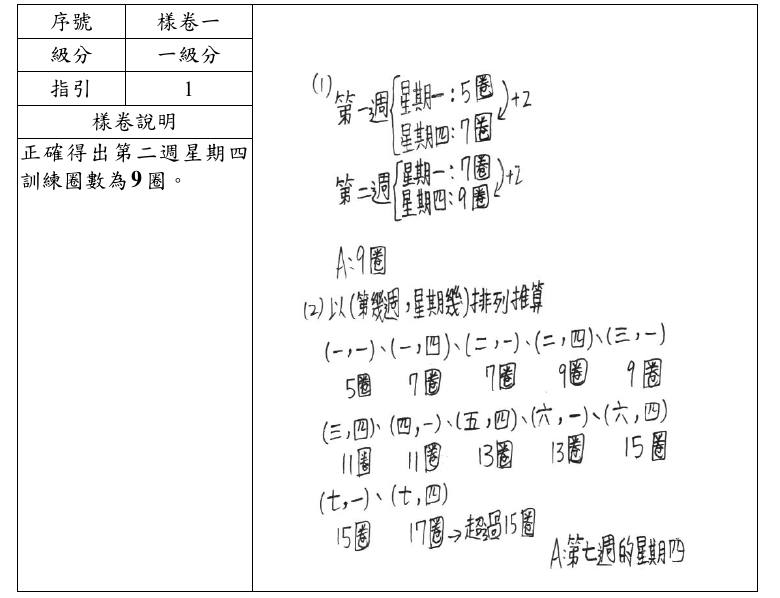 序號 樣卷一
級分 一級分
指引 1
樣卷說明
正確得出第二週星期四
訓練圈數為9圈。
(1)
第一週 星期一:5圈
星期四:7圈 +2
第二週 星期一:7圈
星期四:9圈 +2
A:9圈
(2)以(第幾週,星期幾)排列推算
(一,一)、(一,四)、(二,一)、(二,四)、(三,一)
5圈 7圈 7圈 9圈 9圈
(三,四)、(四,一)、(五,四)、(六,一)、(六,四)
11圈 11圈 13圈 13圈 15圈
(七,一)、(七,四)
15圈 17圈→超過15圈
A:第七週的星期四